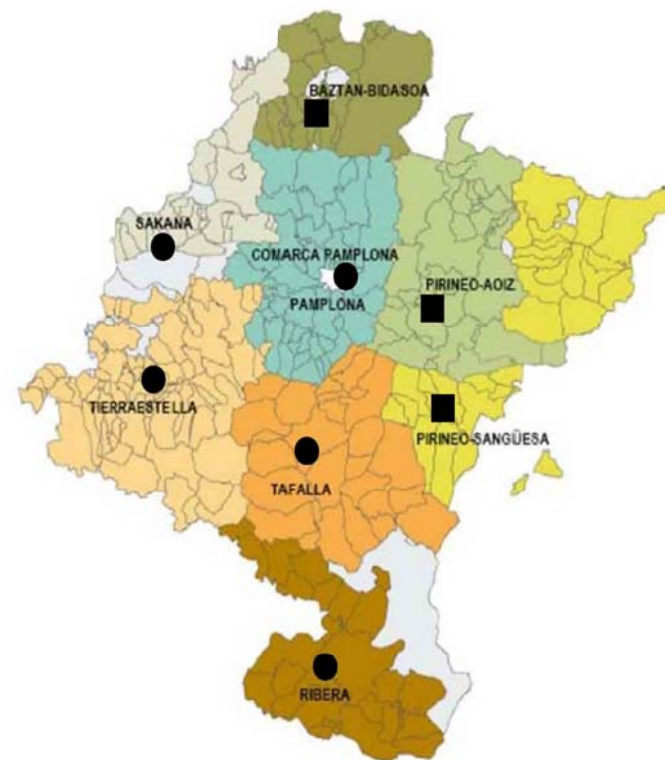 BAZTAN-BIDASOA
SAKANA
COMARCA PAMPLONA
PAMPLONA
PIRINEO-AOIZ
TIERRAESTELLA
PIRINEO-SANGÜESA
TAFALLA
RIBERA